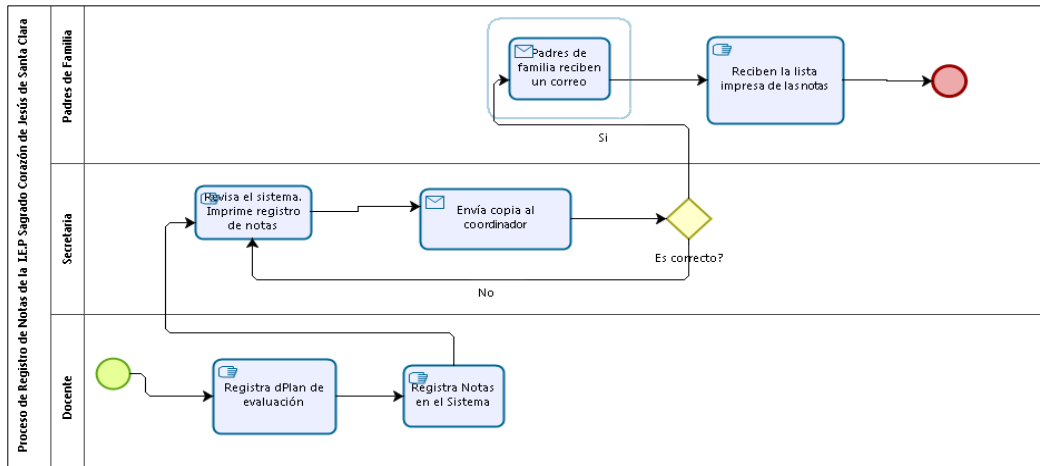 Proceso de Registro de Notas de la I.E.P Sagrado Corazón de Jesús de Santa Clara
Padres de Familia
Padres de
familia reciben
un correo
Reciben la lista
impresa de las notas
Si
Secretaria
Revisa el sistema.
Imprime registro
de notas
Envía copia al
coordinador
Es correcto?
No
Docente
Registra dPlan de
evaluación
Registra Notas
en el Sistema